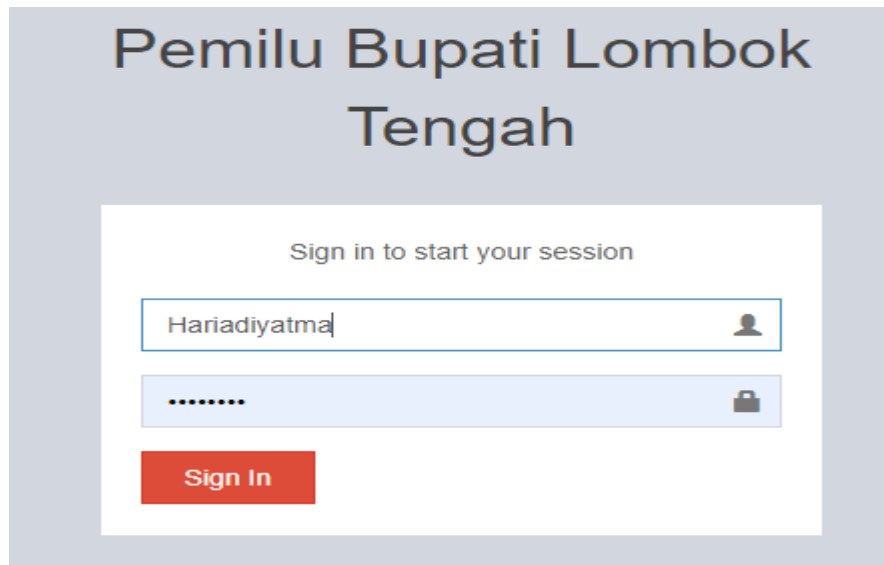 Pemilu Bupati Lombok
Tengah
Sign in to start your session
Hariadiyatma
••••••••
Sign In